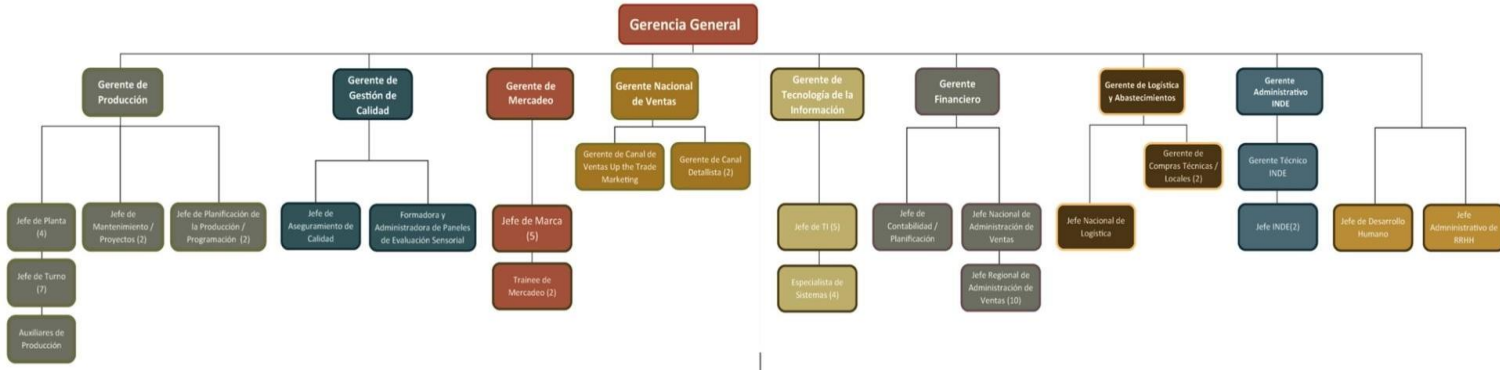 Gerencia General
Gerente de
Producción
Gerente de
Gestión de
Calidad
Gerente de
Mercadeo
Gerente Nacional
de Ventas
Gerente de
Tecnología de la
Información
Gerente
Financiero
Gerente de Logística
y Abastecimientos
Gerente
Administrativo
INDE
Gerente de Canal de
Ventas Up the Trade
Marketing
Gerente de Canal
Detallista (2)
Gerente de
Compras Técnicas /
Locales (2)
Gerente Técnico
INDE
Jefe de Planta
(4)
Jefe de
Mantenimiento /
Proyectos (2)
Jefe de Planificación de
la Producción /
Programación (2)
Jefe de
Aseguramiento de
Calidad
Formadora y
Administradora de Paneles
de Evaluación Sensorial
Jefe de Marca
(5)
Jefe de TI (5)
Jefe de
Contabilidad /
Planificación
Jefe Nacional de
Administración de
Ventas
Jefe Nacional de
Logística
Jefe INDE(2)
Jefe de Desarrollo
Humano
Jefe
Admninistrativo de
RRHH
Jefe de Turno
(7)
Trainee de
Mercadeo (2)
Especialista de
Sistemas (4)
Jefe Regional de
Administración de
Ventas (10)
Auxiliares de
Producción